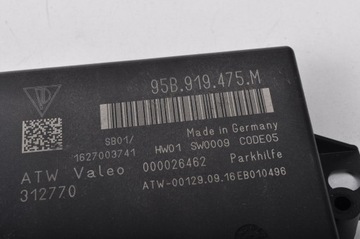 95B.919.475.M
Made in Germany
SB01/
HW01 SW0009 CODE05
1627003741
000026462
Parkhilfe
ATW Valeo
312770
ATW-00129.09.16EB010496